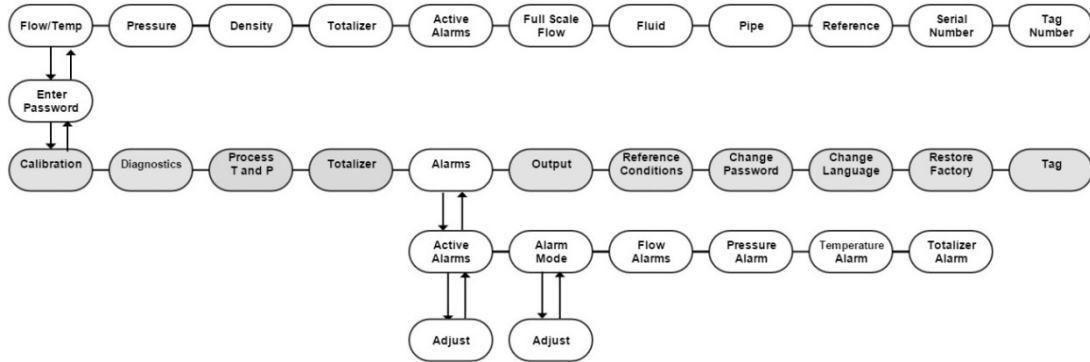 Flow/Temp
Pressure
Density
Totalizer
Active
Alarms
Full Scale
Flow
Fluid
Pipe
Reference
Serial
Number
Tag
Number
Enter
Password
Calibration
Diagnostics
Process
T and P
Totalizer
Alarms
Output
Reference
Conditions
Change
Password
Change
Language
Restore
Factory
Tag
Active
Alarms
Alarm
Mode
Flow
Alarms
Pressure
Alarm
Temperature
Alarm
Totalizer
Alarm
Adjust
Adjust